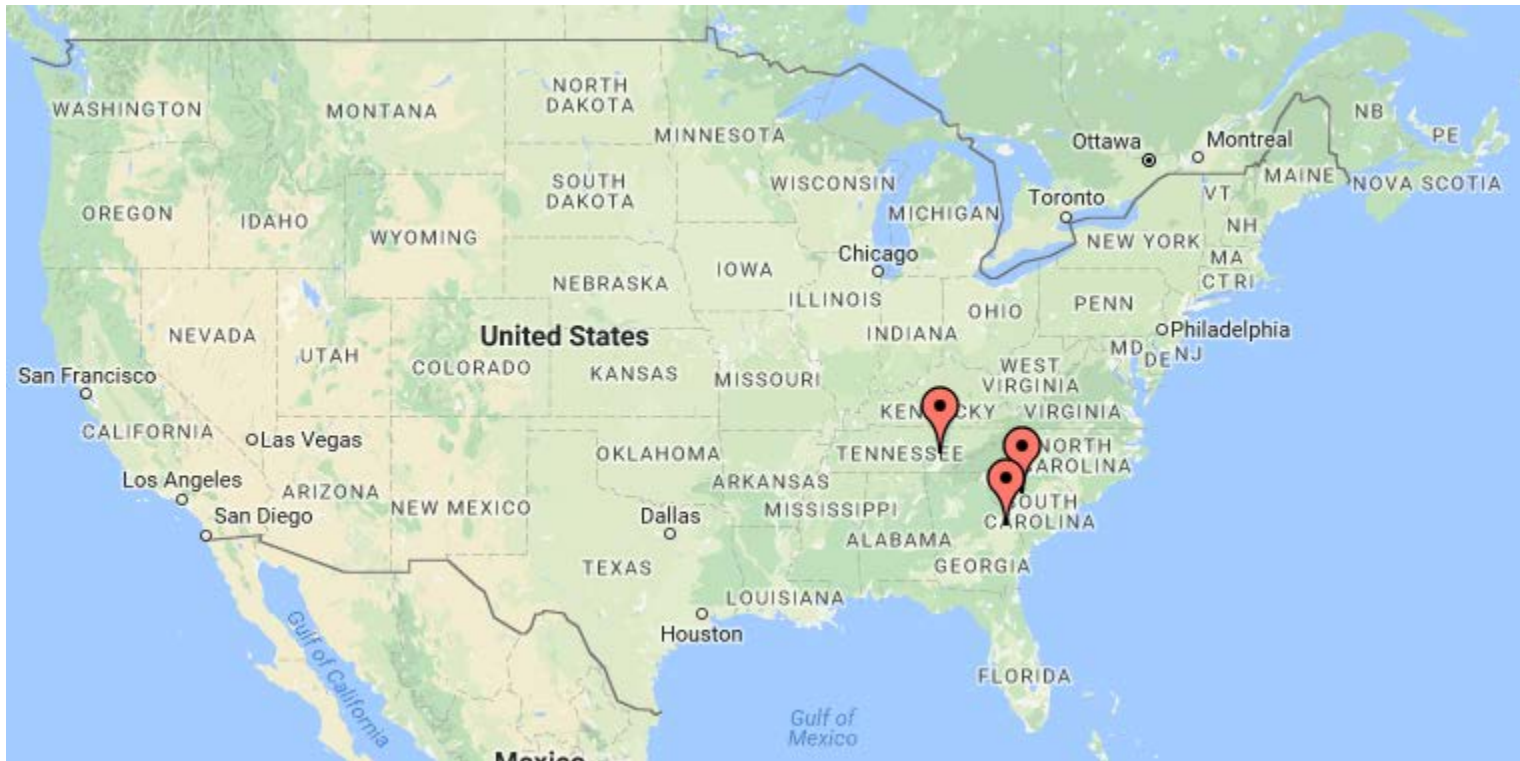 WASHINGTON
MONTANA
NORTH
DAKOTA
MINNESOTA
Ottawa
Montreal
NB
PE
OREGON
IDAHO
WYOMING
SOUTH
DAKOTA
WISCONSIN
MICHIGAN
Toronto
VT
MAINE
NOVA SCOTIA
NH
NEW YORK
MA
CT RI
Chicago
IOWA
NEBRASKA
ILLINOIS
INDIANA
OHIO
PENN
Philadelphia
MD
DE
NJ
NEVADA
UTAH
COLORADO
United States
KANSAS
MISSOURI
WEST
VIRGINIA
San Francisco
CALIFORNIA
Las Vegas
KEN CKY
VIRGINIA
Los Angeles
ARIZONA
NEW MEXICO
OKLAHOMA
ARKANSAS
TENNESSEE
NORTH
CAROLINA
San Diego
Dallas
MISSISSIPPI
ALABAMA
SOUTH
CAROLINA
GEORGIA
TEXAS
LOUISIANA
Houston
FLORIDA
Gulf of California
Gulf of
Mexico
Mexico